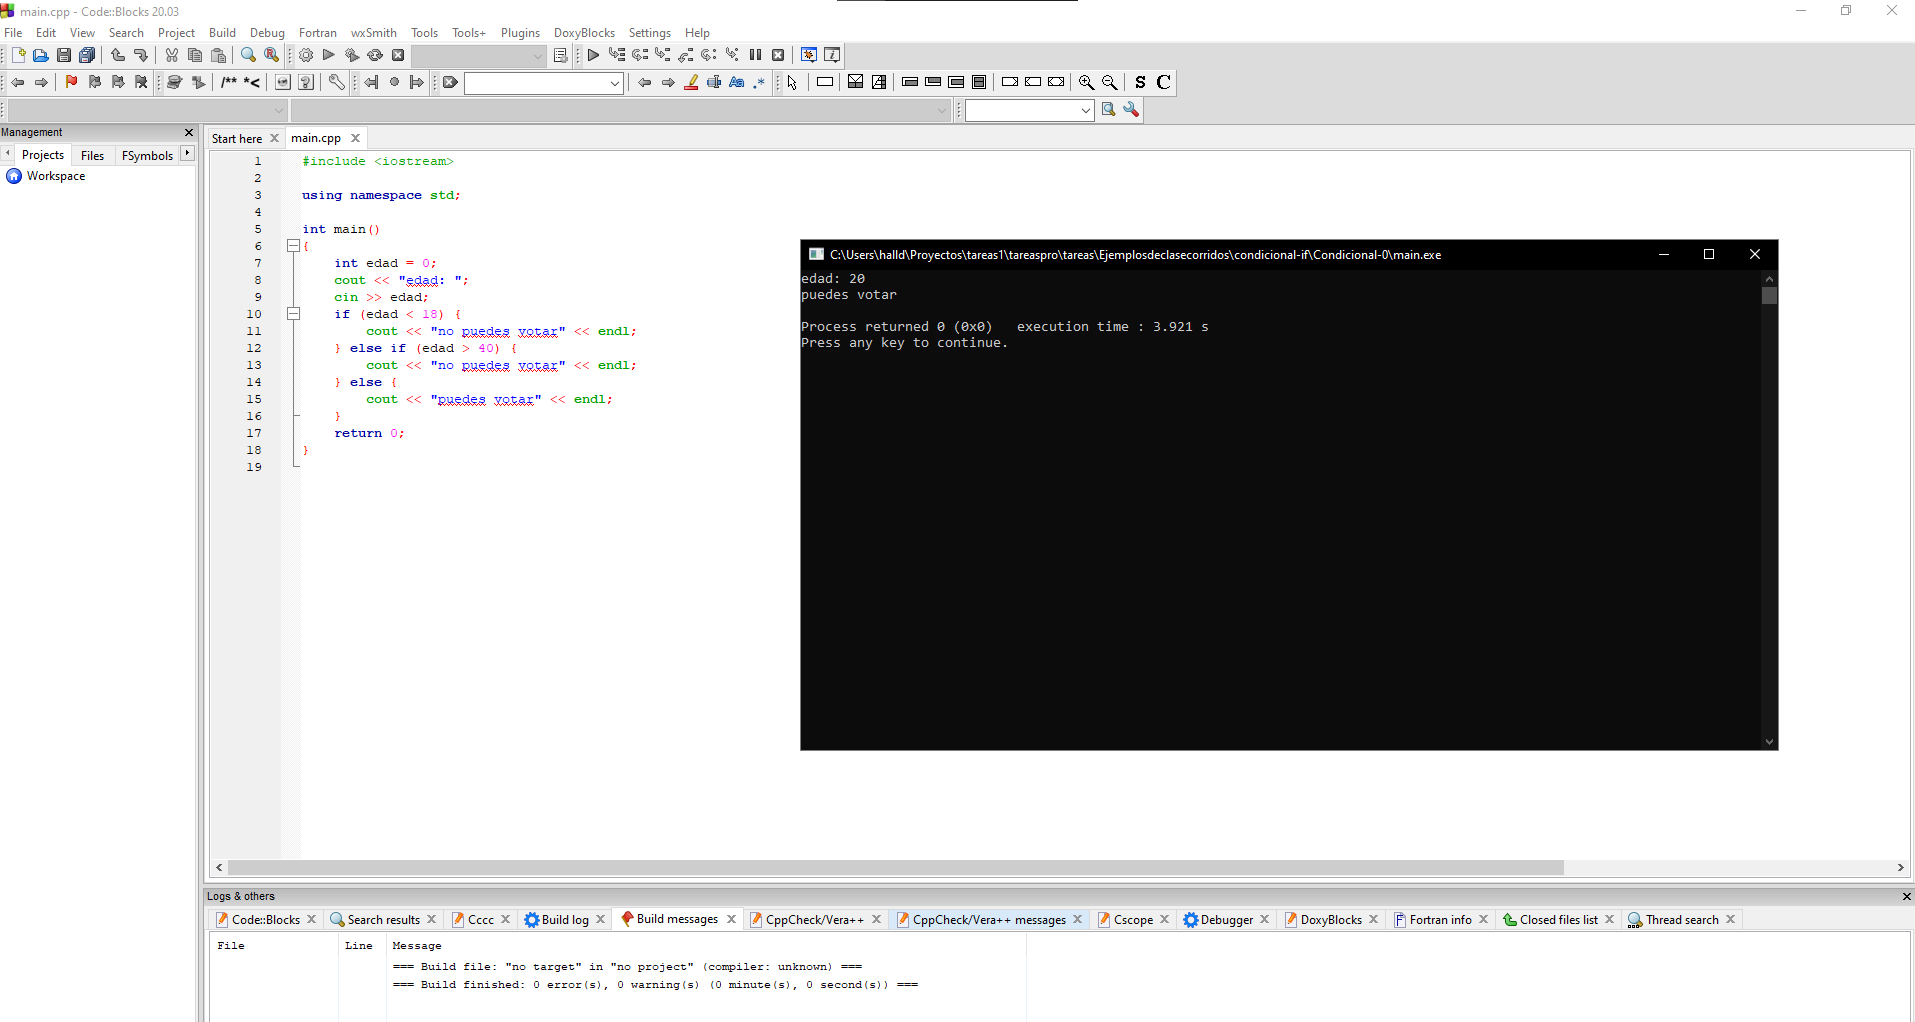 main.cpp - Code::Blocks 20.03
File Edit View Search Project Build Debug Fortran wxSmith Tools Tools+ Plugins DoxyBlocks Settings Help
/** *< Aa .* S C
Management
Projects Files FSymbols
Workspace
Start here main.cpp
1 #include <iostream>
2
3 using namespace std;
4
5 int main()
6 {
7 int edad = 0;
8 cout << "edad: ";
9 cin >> edad;
10 if (edad < 18) {
11 cout << "no puedes votar" << endl;
12 } else if (edad > 40) {
13 cout << "no puedes votar" << endl;
14 } else {
15 cout << "puedes votar" << endl;
16 }
17 return 0;
18 }
19
C:\Users\halld\Proyectos\tareas1\tareaspro\tareas\Ejemplosdeclasecorridos\condicional-if\Condicional-0\main.exe
edad: 20
puedes votar
Process returned 0 (0x0)   execution time : 3.921 s
Press any key to continue.
Logs & others
Code::Blocks Search results Cccc Build log Build messages CppCheck/Vera++ CppCheck/Vera++ messages Cscope Debugger DoxyBlocks Fortran info Closed files list Thread search
File Line Message
=== Build file: "no target" in "no project" (compiler: unknown) ===
=== Build finished: 0 error(s), 0 warning(s) (0 minute(s), 0 second(s)) ===